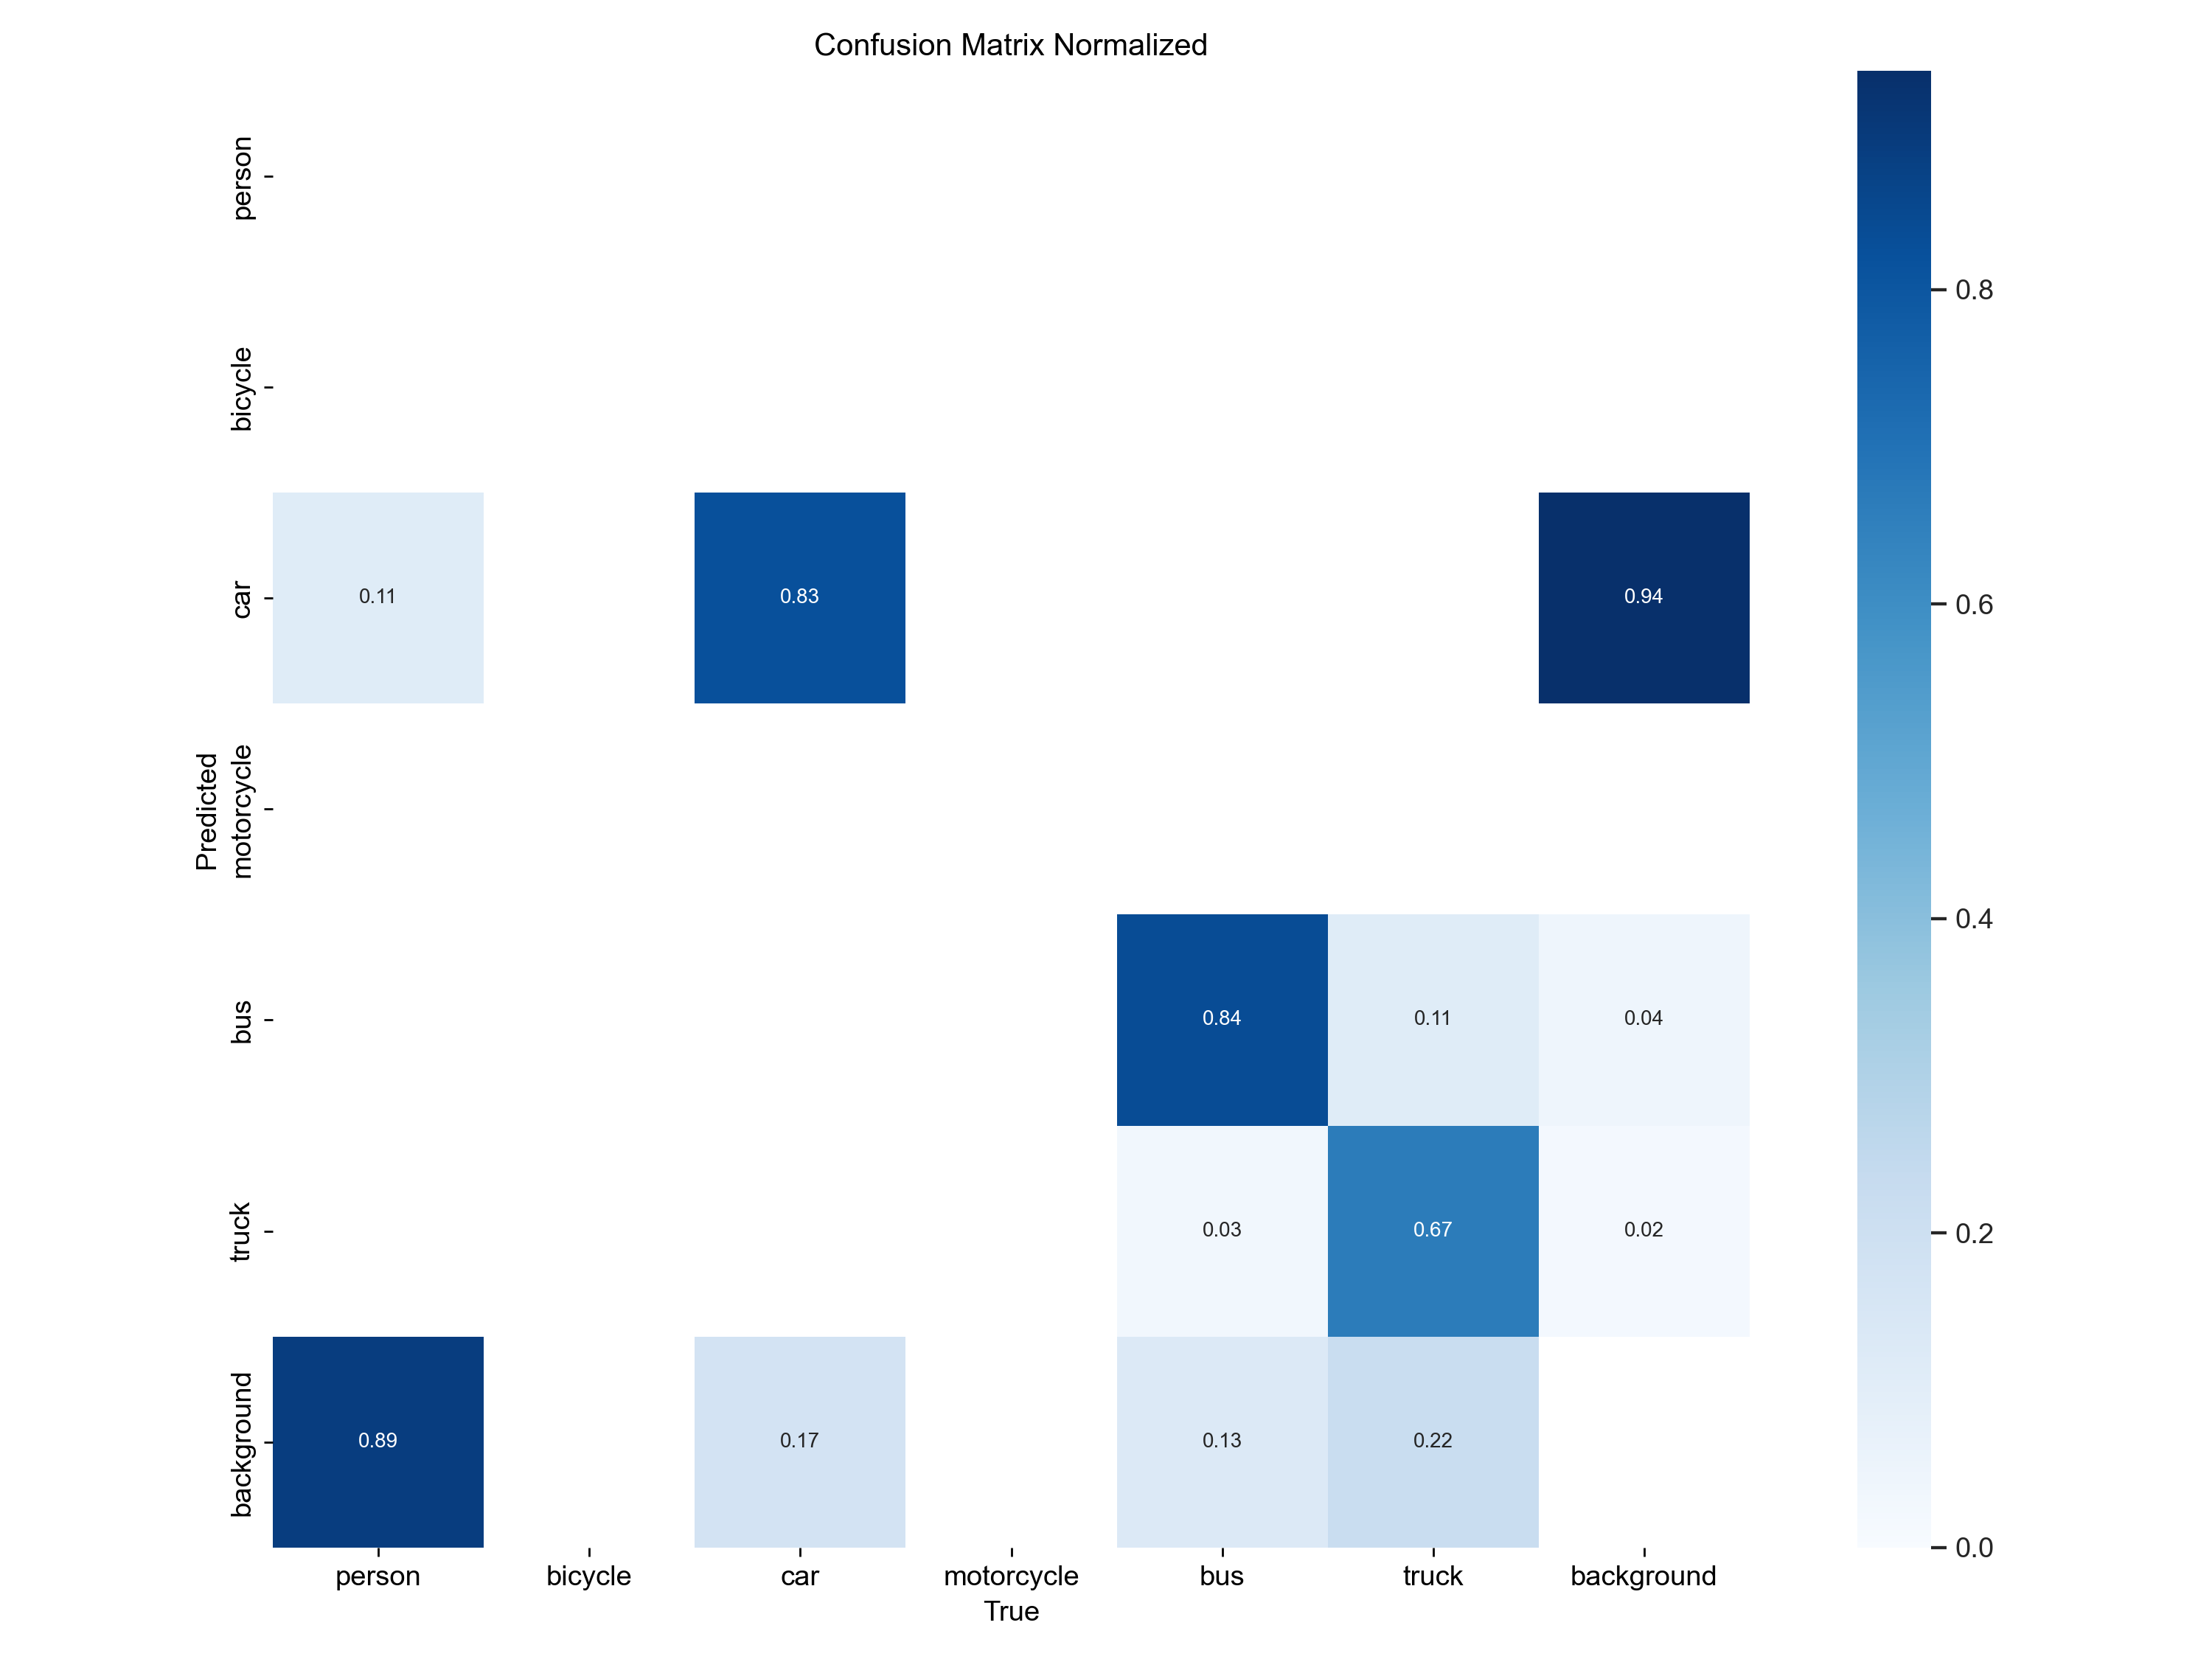 Confusion Matrix Normalized
person
bicycle
car
motorcycle
bus
truck
background
Predicted
0.11
0.83
0.94
0.84
0.11
0.04
0.03
0.67
0.02
0.89
0.17
0.13
0.22
person
bicycle
car
motorcycle
bus
truck
background
True
0.8
0.6
0.4
0.2
0.0